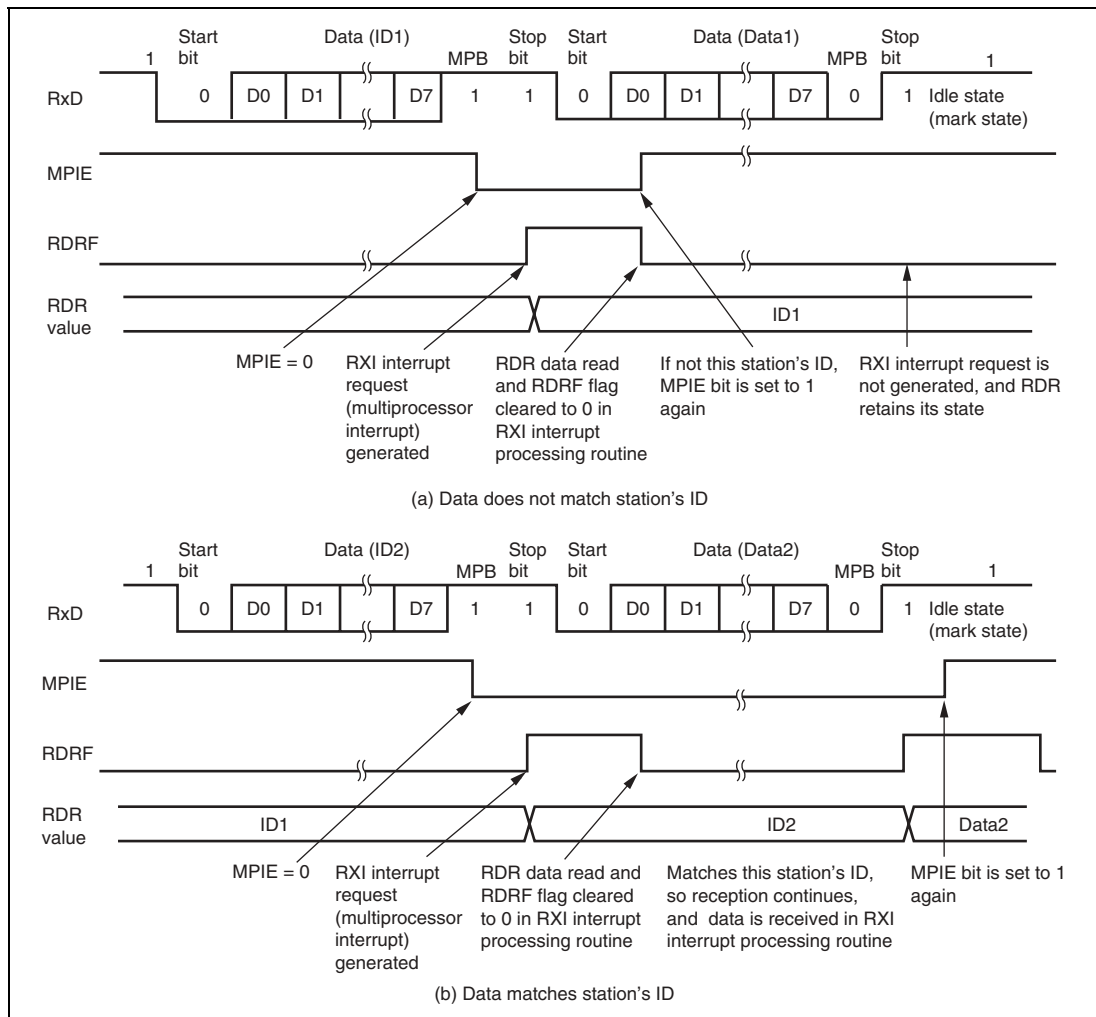 Start bit Data (ID1) MPB Stop bit Start bit Data (Data1) MPB Stop bit
1 1
RxD 0 D0 D1 D7 1 1 0 D0 D1 D7 0 1 Idle state (mark state)
MPIE
RDRF
RDR value ID1
MPIE = 0
RXI interrupt
request
(multiprocessor
interrupt)
generated
RDR data read
and RDRF flag
cleared to 0 in
RXI interrupt
processing routine
If not this station's ID,
MPIE bit is set to 1
again
RXI interrupt request is
not generated, and RDR
retains its state
(a) Data does not match station's ID
Start bit Data (ID2) MPB Stop bit Start bit Data (Data2) MPB Stop bit
1 1
RxD 0 D0 D1 D7 1 1 0 D0 D1 D7 0 1 Idle state (mark state)
MPIE
RDRF
RDR value ID1 ID2 Data2
MPIE = 0
RXI interrupt
request
(multiprocessor
interrupt)
generated
RDR data read and
RDRF flag cleared
to 0 in RXI interrupt
processing routine
Matches this station's ID,
so reception continues,
and data is received in RXI
interrupt processing routine
MPIE bit is set to 1
again
(b) Data matches station's ID